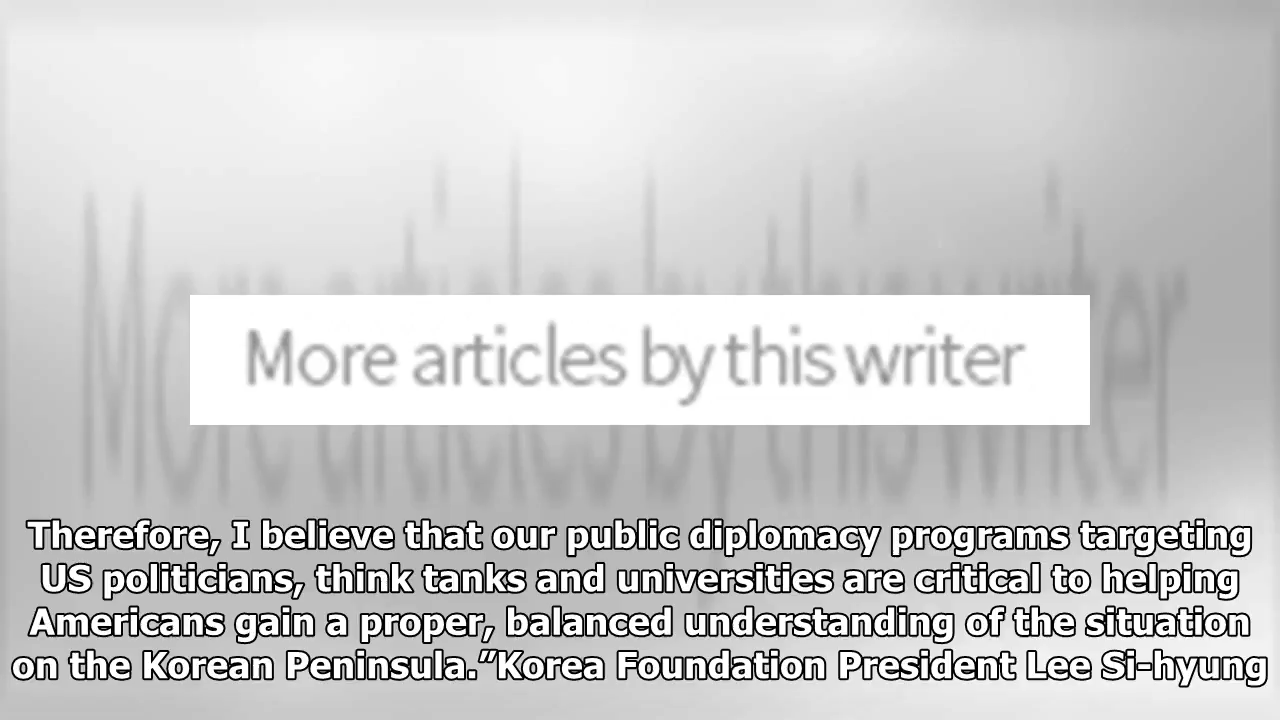 More articles by this writer
Therefore, I believe that our public diplomacy programs targeting
US politicians, think tanks and universities are critical to helping
Americans gain a proper, balanced understanding of the situation
on the Korean Peninsula.”Korea Foundation President Lee Si-hyung